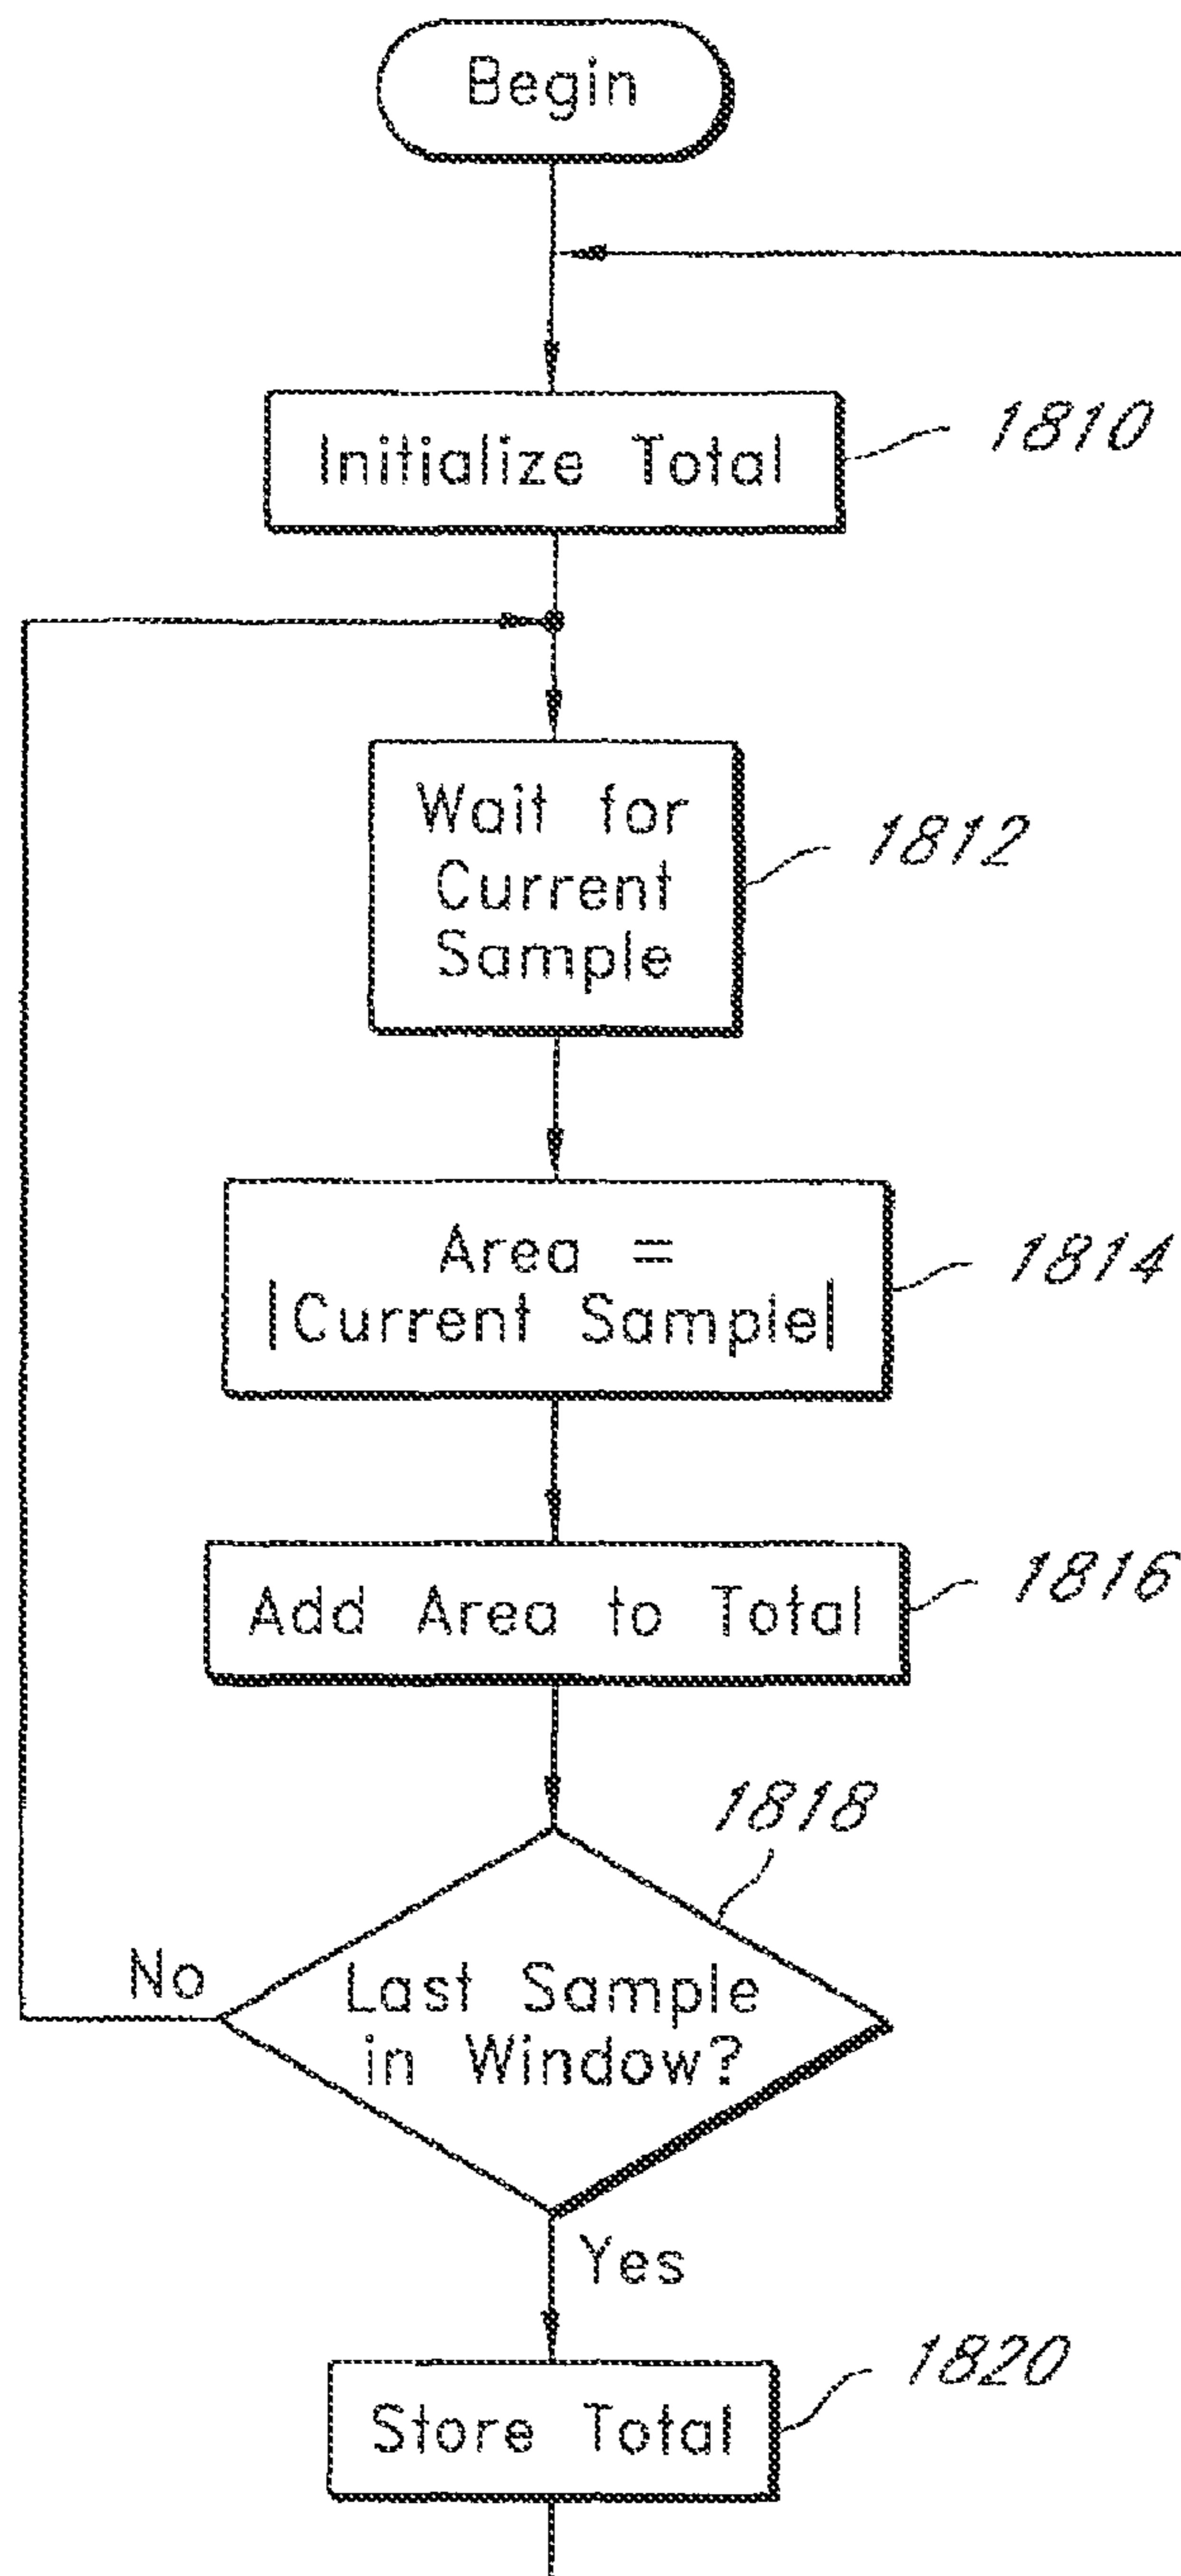 Begin
Initialize Total
1810
Wait for
Current
Sample
1812
Area =
|Current Sample|
1814
Add Area to Total
1816
1818
No
Last Sample
in Window?
Yes
Store Total
1820